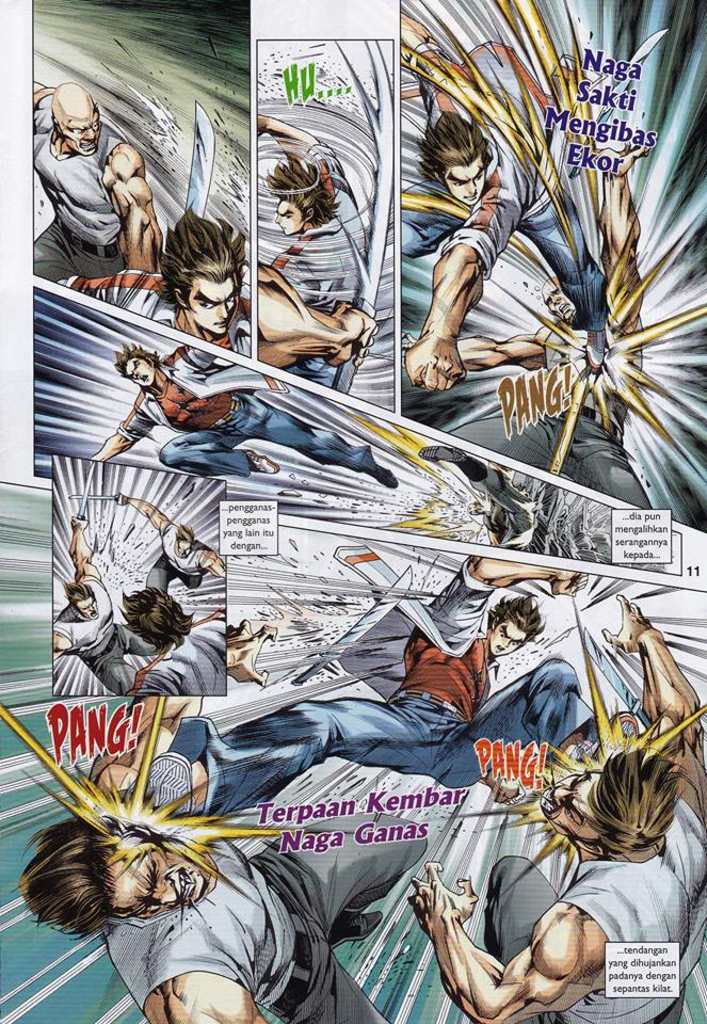 HU....
Naga
Sakti
Mengibas
Ekor
PANG!
...pengganas-
pengganas
yang lain itu
dengan...
...dia pun
mengalihkan
serangannya
kepada...
11
PANG!
PANG!
Terpaan Kembar
Naga Ganas
...tendangan
yang dihujukan
padanya dengan
sepantas kilat.